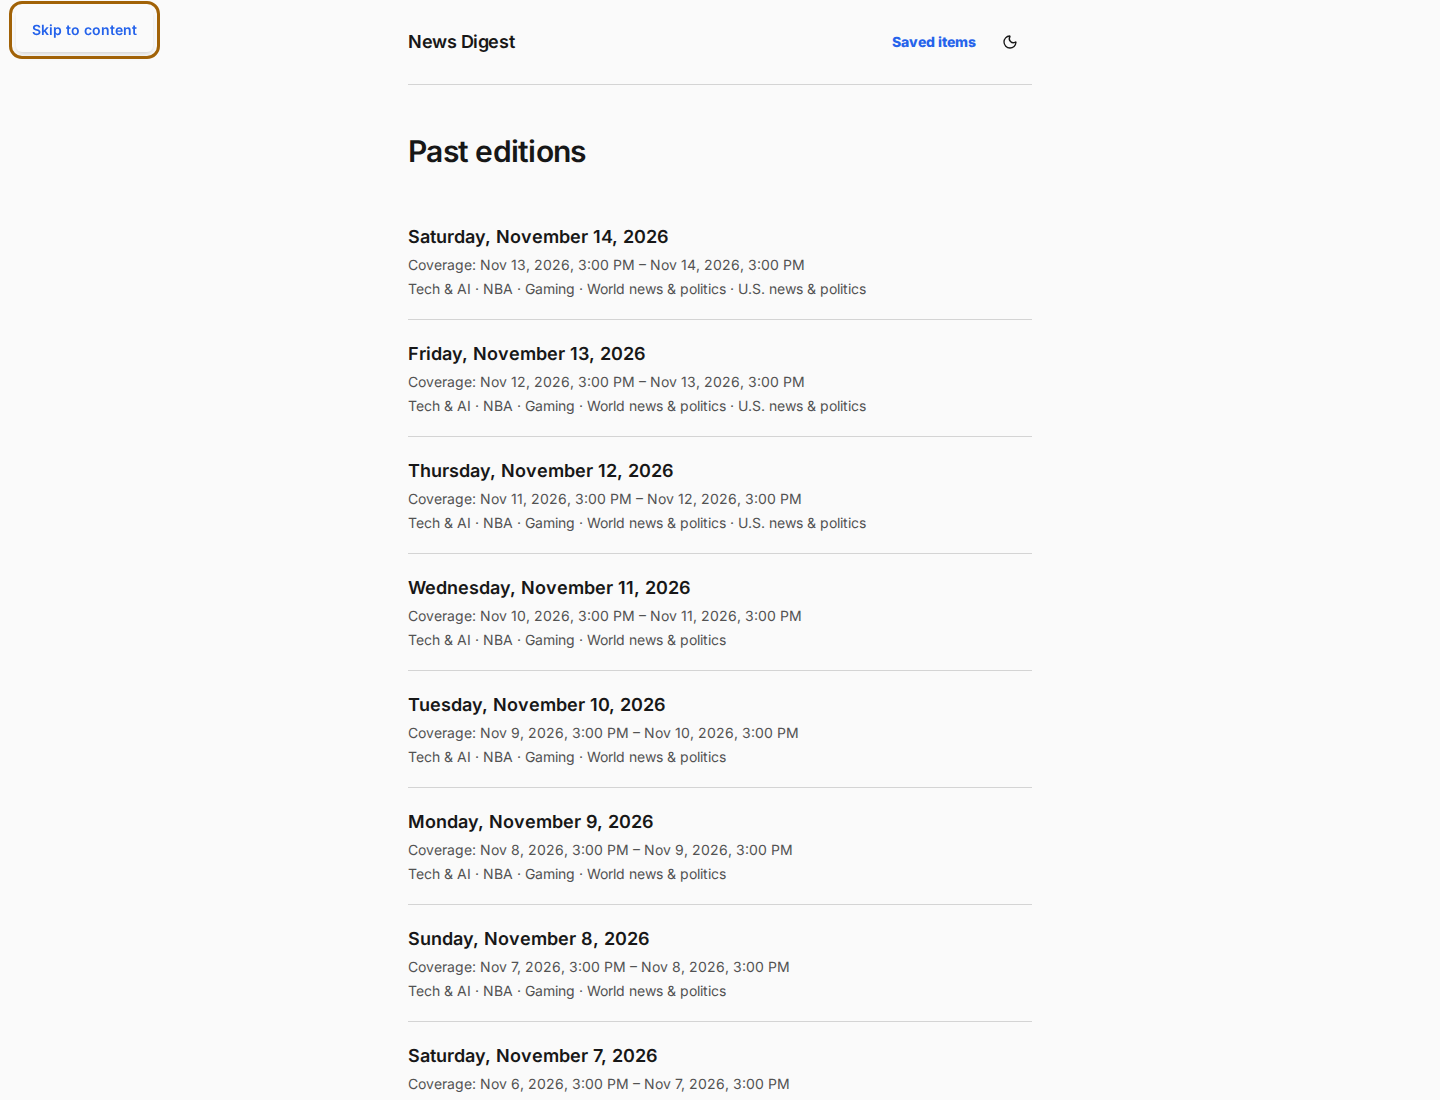 Skip to content
News Digest
Saved items
Past editions
Saturday, November 14, 2026
Coverage: Nov 13, 2026, 3:00 PM – Nov 14, 2026, 3:00 PM
Tech & AI · NBA · Gaming · World news & politics · U.S. news & politics
Friday, November 13, 2026
Coverage: Nov 12, 2026, 3:00 PM – Nov 13, 2026, 3:00 PM
Tech & AI · NBA · Gaming · World news & politics · U.S. news & politics
Thursday, November 12, 2026
Coverage: Nov 11, 2026, 3:00 PM – Nov 12, 2026, 3:00 PM
Tech & AI · NBA · Gaming · World news & politics · U.S. news & politics
Wednesday, November 11, 2026
Coverage: Nov 10, 2026, 3:00 PM – Nov 11, 2026, 3:00 PM
Tech & AI · NBA · Gaming · World news & politics
Tuesday, November 10, 2026
Coverage: Nov 9, 2026, 3:00 PM – Nov 10, 2026, 3:00 PM
Tech & AI · NBA · Gaming · World news & politics
Monday, November 9, 2026
Coverage: Nov 8, 2026, 3:00 PM – Nov 9, 2026, 3:00 PM
Tech & AI · NBA · Gaming · World news & politics
Sunday, November 8, 2026
Coverage: Nov 7, 2026, 3:00 PM – Nov 8, 2026, 3:00 PM
Tech & AI · NBA · Gaming · World news & politics
Saturday, November 7, 2026
Coverage: Nov 6, 2026, 3:00 PM – Nov 7, 2026, 3:00 PM